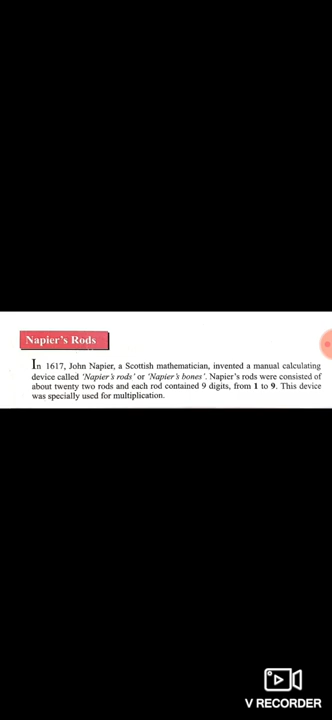 Napier's Rods
In 1617, John Napier, a Scottish mathematician, invented a manual calculating
device called 'Napier's rods' or 'Napier's bones'. Napier's rods were consisted of
about twenty two rods and each rod contained 9 digits, from 1 to 9. This device
was specially used for multiplication.
V RECORDER